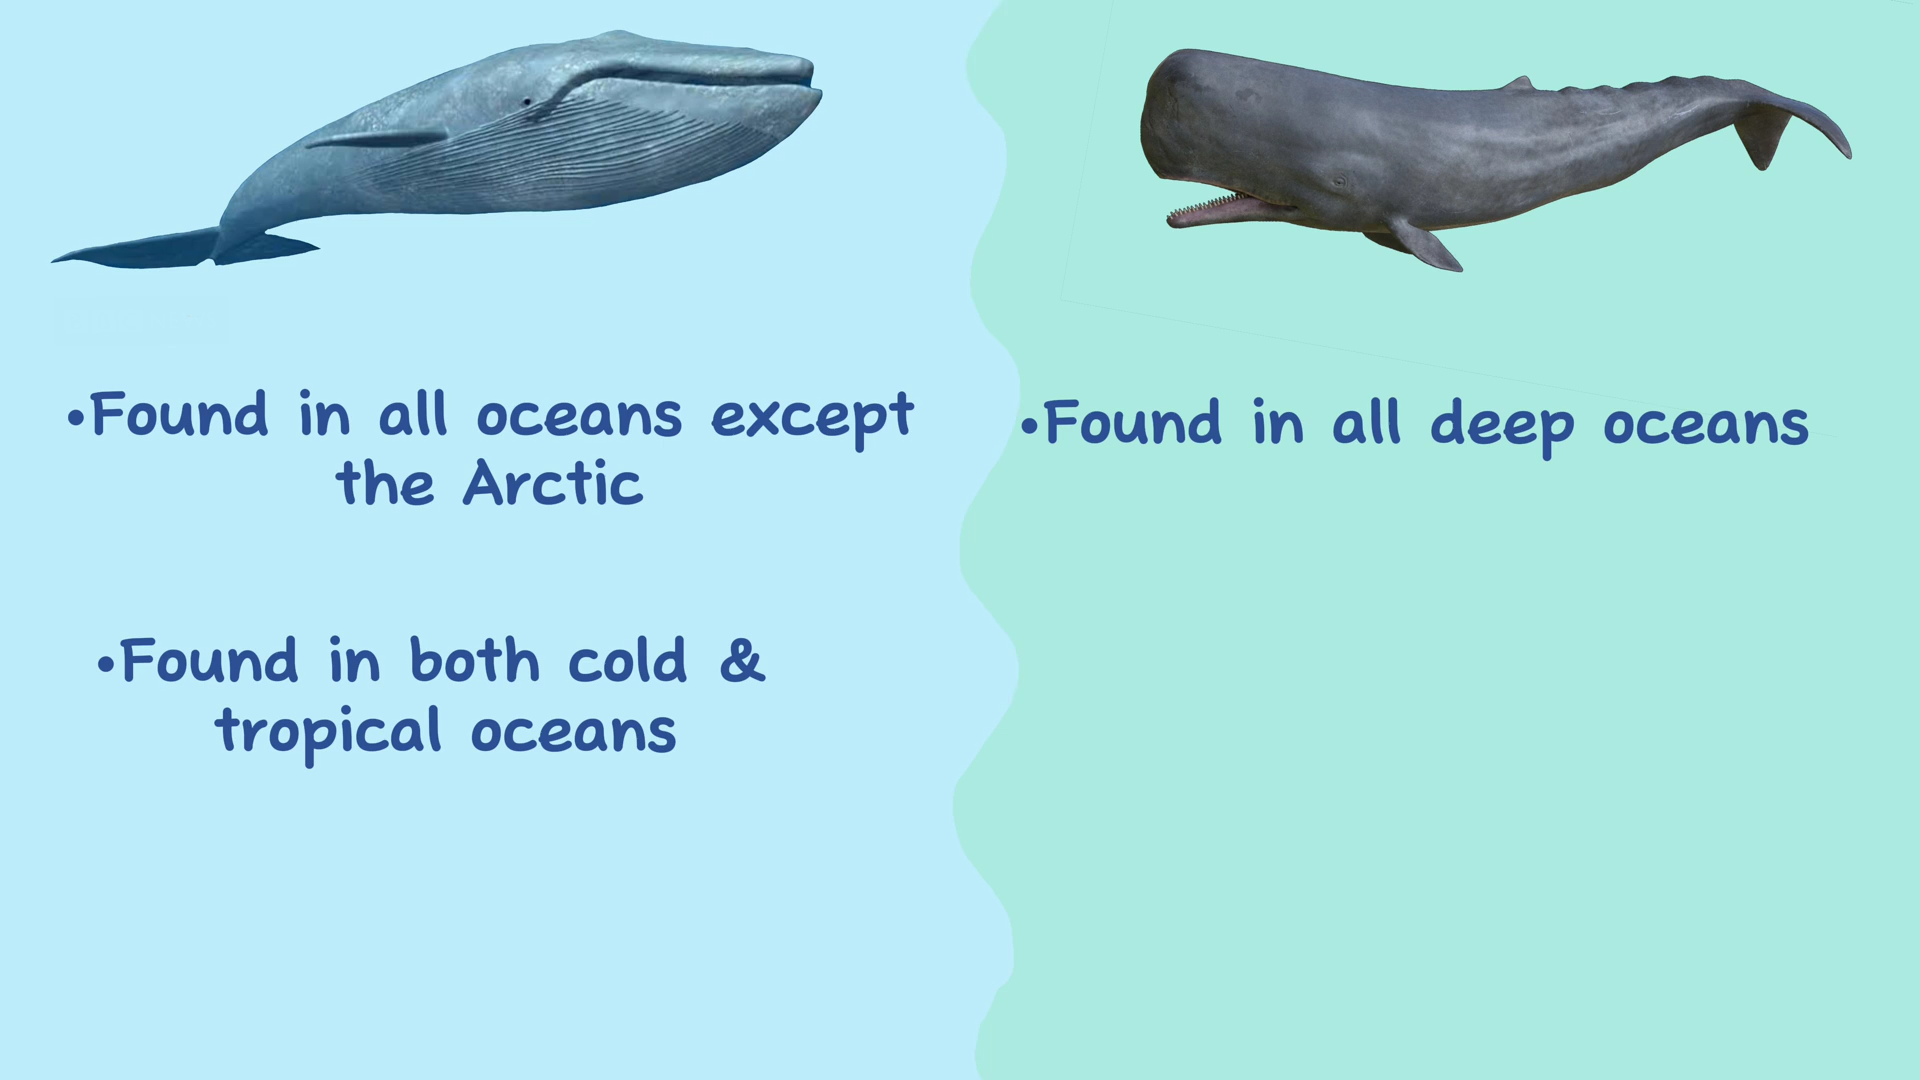 •Found in all oceans except
the Arctic
•Found in both cold &
tropical oceans
•Found in all deep oceans